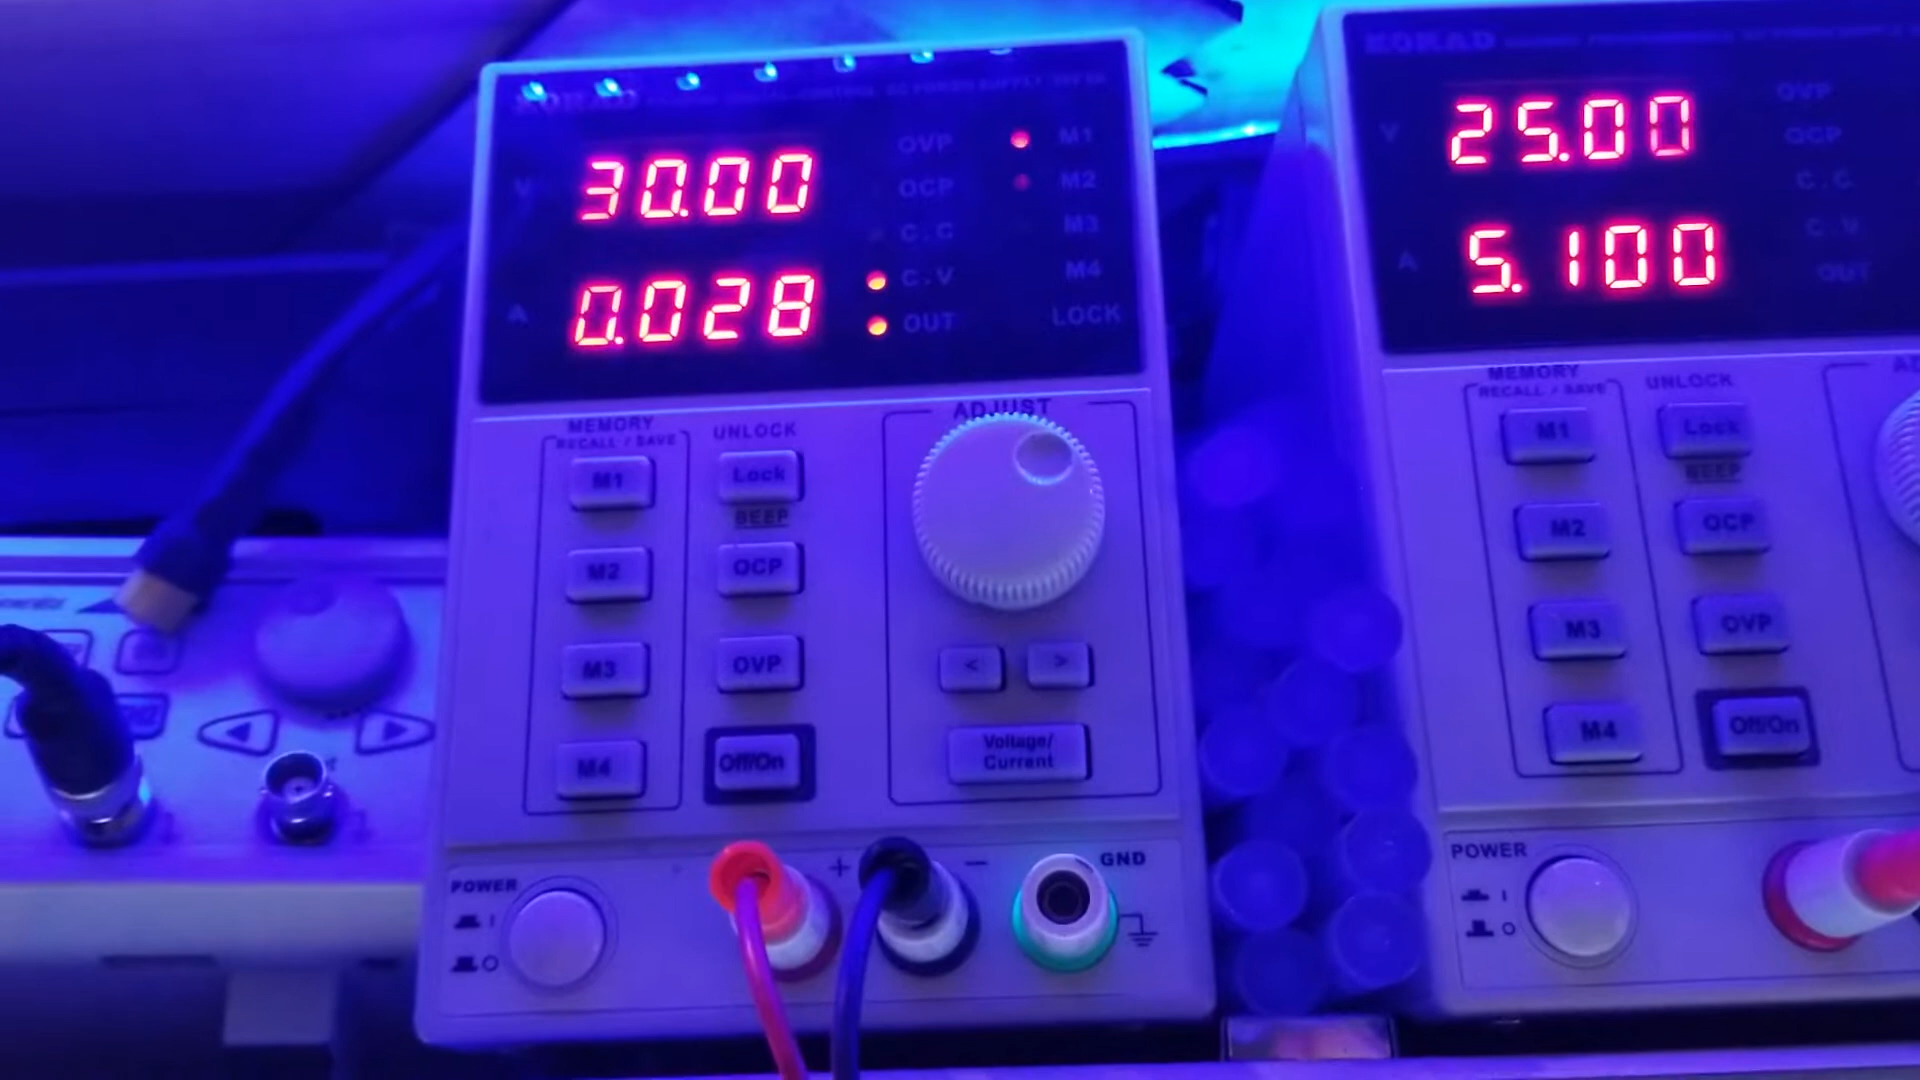 KORAD
30.00
0.028
V
A
OVP
OCP
C.C
C.V
OUT
M1
M2
M3
M4
LOCK
MEMORY
RECALL / SAVE
M1
M2
M3
M4
UNLOCK
Lock
BEEP
OCP
OVP
Off/On
ADJUST
<
>
Voltage/
Current
POWER
I
O
+
−
GND
KORAD
V
25.00
A
5.100
OVP
OCP
C.C
C.V
OUT
MEMORY
RECALL / SAVE
M1
M2
M3
M4
UNLOCK
Lock
BEEP
OCP
OVP
Off/On
POWER
I
O